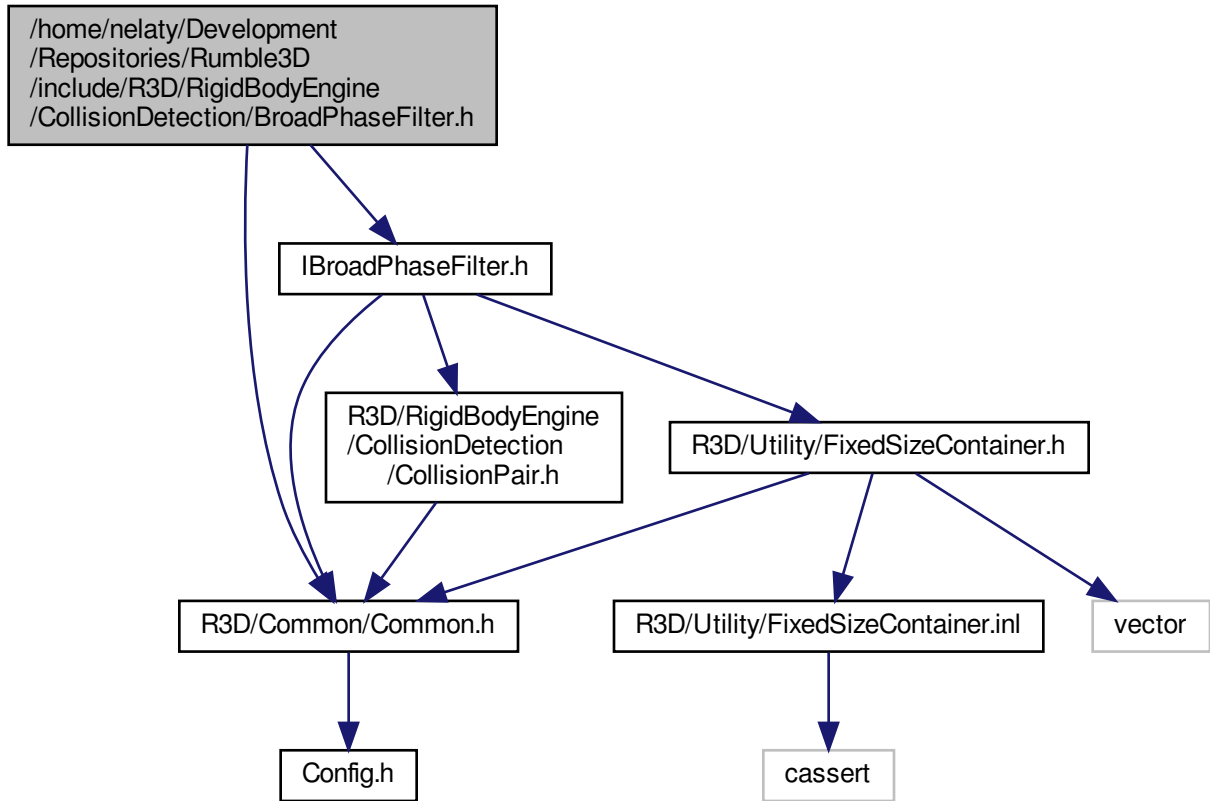 /home/nelaty/Development
/Repositories/Rumble3D
/include/R3D/RigidBodyEngine
/CollisionDetection/BroadPhaseFilter.h
IBroadPhaseFilter.h
R3D/RigidBodyEngine
/CollisionDetection
/CollisionPair.h
R3D/Utility/FixedSizeContainer.h
R3D/Common/Common.h
R3D/Utility/FixedSizeContainer.inl
vector
Config.h
cassert